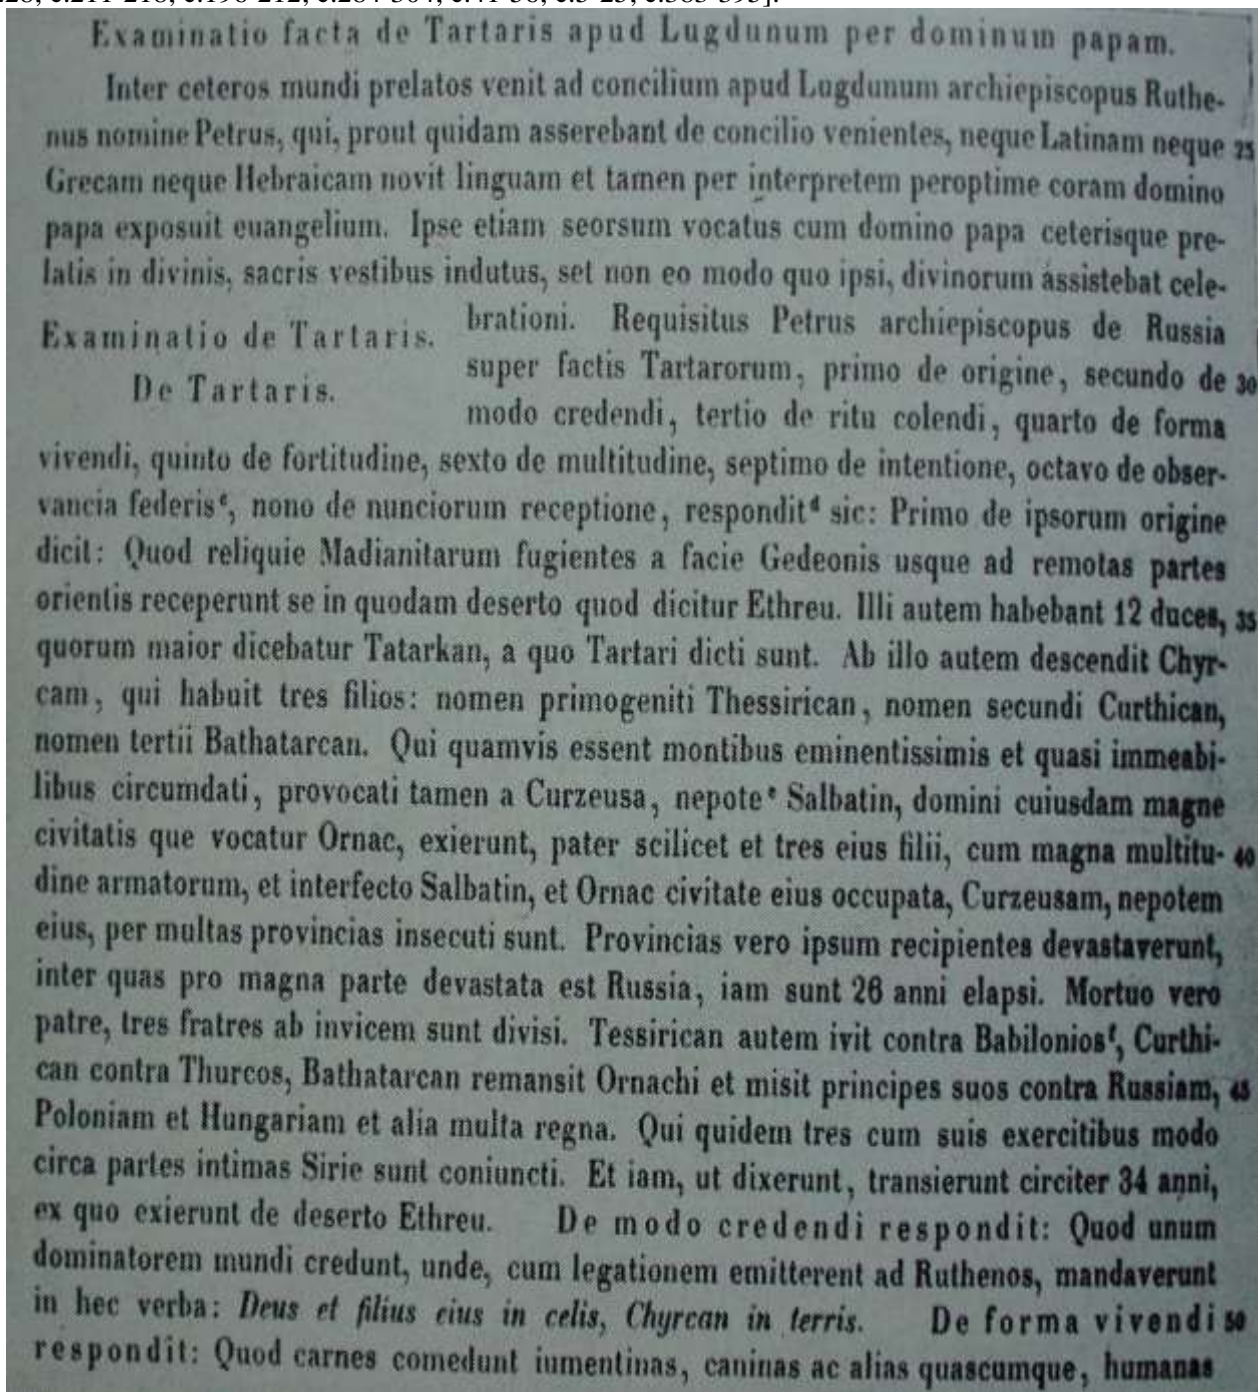 Examinatio facta de Tartaris apud Lugdunum per dominum papam.
Inter ceteros mundi prelatos venit ad concilium apud Lugdunum archiepiscopus Ruthe-
nus nomine Petrus, qui, prout quidam asserebant de concilio venientes, neque Latinam neque 25
Grecam neque Hebraicam novit linguam et tamen per interpretem peroptime coram domino
papa exposuit euangelium. Ipse etiam seorsum vocatus cum domino papa ceterisque pre-
latis in divinis, sacris vestibus indutus, set non eo modo quo ipsi, divinorum assistebat cele-
brationi. Requisitus Petrus archiepiscopus de Russia
Examinatio de Tartaris.
super factis Tartarorum, primo de origine, secundo de 30
De Tartaris.
modo credendi, tertio de ritu colendi, quarto de forma
vivendi, quinto de fortitudine, sexto de multitudine, septimo de intentione, octavo de obser-
vancia federis c, nono de nunciorum receptione, respondit d sic: Primo de ipsorum origine
dicit: Quod reliquie Madianitarum fugientes a facie Gedeonis usque ad remotas partes
orientis receperunt se in quodam deserto quod dicitur Ethreu. Illi autem habebant 12 duces, 35
quorum maior dicebatur Tatarkan, a quo Tartari dicti sunt. Ab illo autem descendit Chyr-
cam, qui habuit tres filios: nomen primogeniti Thessirican, nomen secundi Curthican,
nomen tertii Bathatarcan. Qui quamvis essent montibus eminentissimis et quasi immeabi-
libus circumdati, provocati tamen a Curzeusa, nepote e Salbatin, domini cuiusdam magne
civitatis que vocatur Ornac, exierunt, pater scilicet et tres eius filii, cum magna multitu- 40
dine armatorum, et interfecto Salbatin, et Ornac civitate eius occupata, Curzeusam, nepotem
eius, per multas provincias insecuti sunt. Provincias vero ipsum recipientes devastaverunt,
inter quas pro magna parte devastata est Russia, iam sunt 26 anni elapsi. Mortuo vero
patre, tres fratres ab invicem sunt divisi. Tessirican autem ivit contra Babilonios f, Curthi-
can contra Thurcos, Bathatarcan remansit Ornachi et misit principes suos contra Russiam, 45
Poloniam et Hungariam et alia multa regna. Qui quidem tres cum suis exercitibus modo
circa partes intimas Sirie sunt coniuncti. Et iam, ut dixerunt, transierunt circiter 34 anni,
ex quo exierunt de deserto Ethreu. De modo credendi respondit: Quod unum
dominatorem mundi credunt, unde, cum legationem emitterent ad Ruthenos, mandaverunt
in hec verba: Deus et filius eius in celis, Chyrcan in terris. De forma vivendi 50
respondit: Quod carnes comedunt iumentinas, caninas ac alias quascumque, humanas